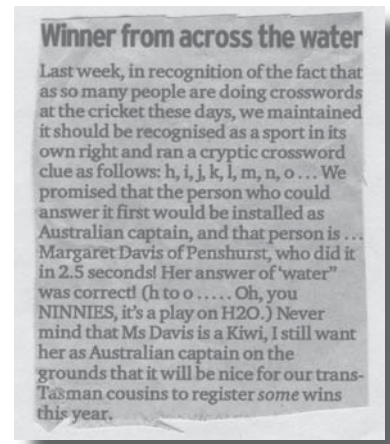 Winner from across the water
Last week, in recognition of the fact that
as so many people are doing crosswords
at the cricket these days, we maintained
it should be recognised as a sport in its
own right and ran a cryptic crossword
clue as follows: h, i, j, k, l, m, n, o ... We
promised that the person who could
answer it first would be installed as
Australian captain, and that person is ...
Margaret Davis of Penshurst, who did it
in 2.5 seconds! Her answer of ‘water”
was correct! (h to o ..... Oh, you
NINNIES, it's a play on H2O.) Never
mind that Ms Davis is a Kiwi, I still want
her as Australian captain on the
grounds that it will be nice for our trans-
Tasman cousins to register some wins
this year.